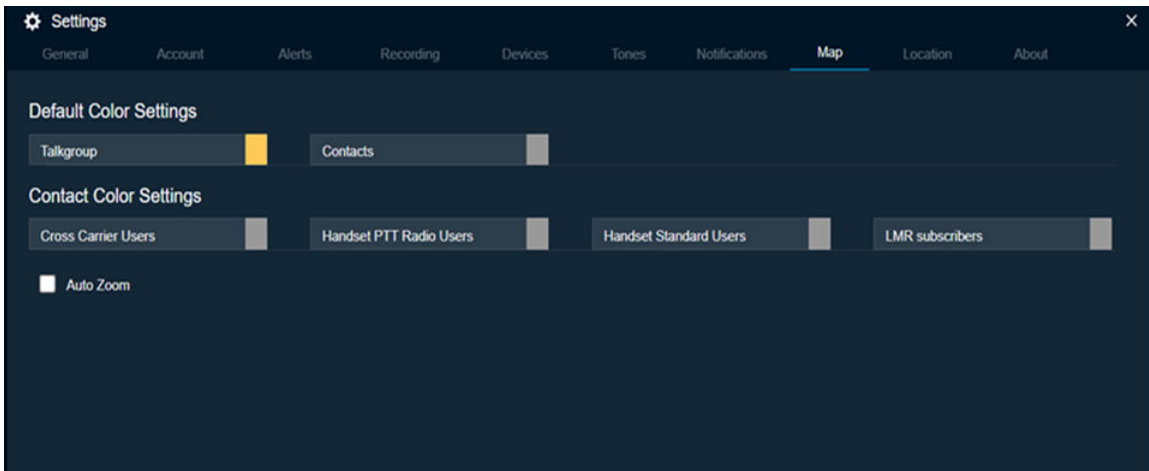 Settings
General Account Alerts Recording Devices Tones Notifications Map Location About
Default Color Settings
Talkgroup Contacts
Contact Color Settings
Cross Carrier Users Handset PTT Radio Users Handset Standard Users LMR subscribers
Auto Zoom